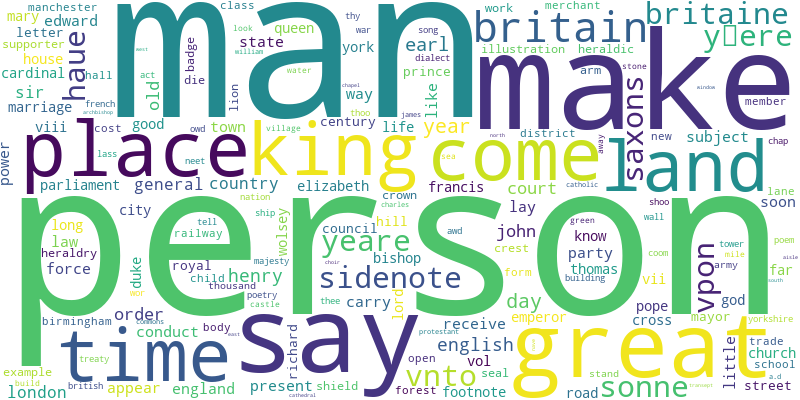 manchester class merchant
mary edward thy song work
letter queen war
supporter look william
house badge state
cardinal hall act die lion
sir york earl prince
marriage old way like
haue man britain britaine
illustration heraldic arm
make member
viii cost french archbishop
good town century life year
owd neet lass village
thoo dialect james
district new subject chap
saxons stone window away
power place king come land
parliament general country elizabeth francis court
lane soon
city nation crown john lay know
long law hill council bishop crest
heraldry railway tell ship wolsey
person yeare party thomas
force duke royal henry sidenote
child majesty thousand poetry castle
thee carry lord vnto day
vpon pope vii far god
wall green tower poem mile army
coom form building emperor cross mayor yorkshire
awd charles choir catholic shoo
birmingham order conduct body
time say great sonne
richard receive english vol
protestant open seal stand
example build treaty british commons
london appear england present shield
forest footnote road
little trade church school street
a.d south aisle
cathedral transept
water chapel north east west sea